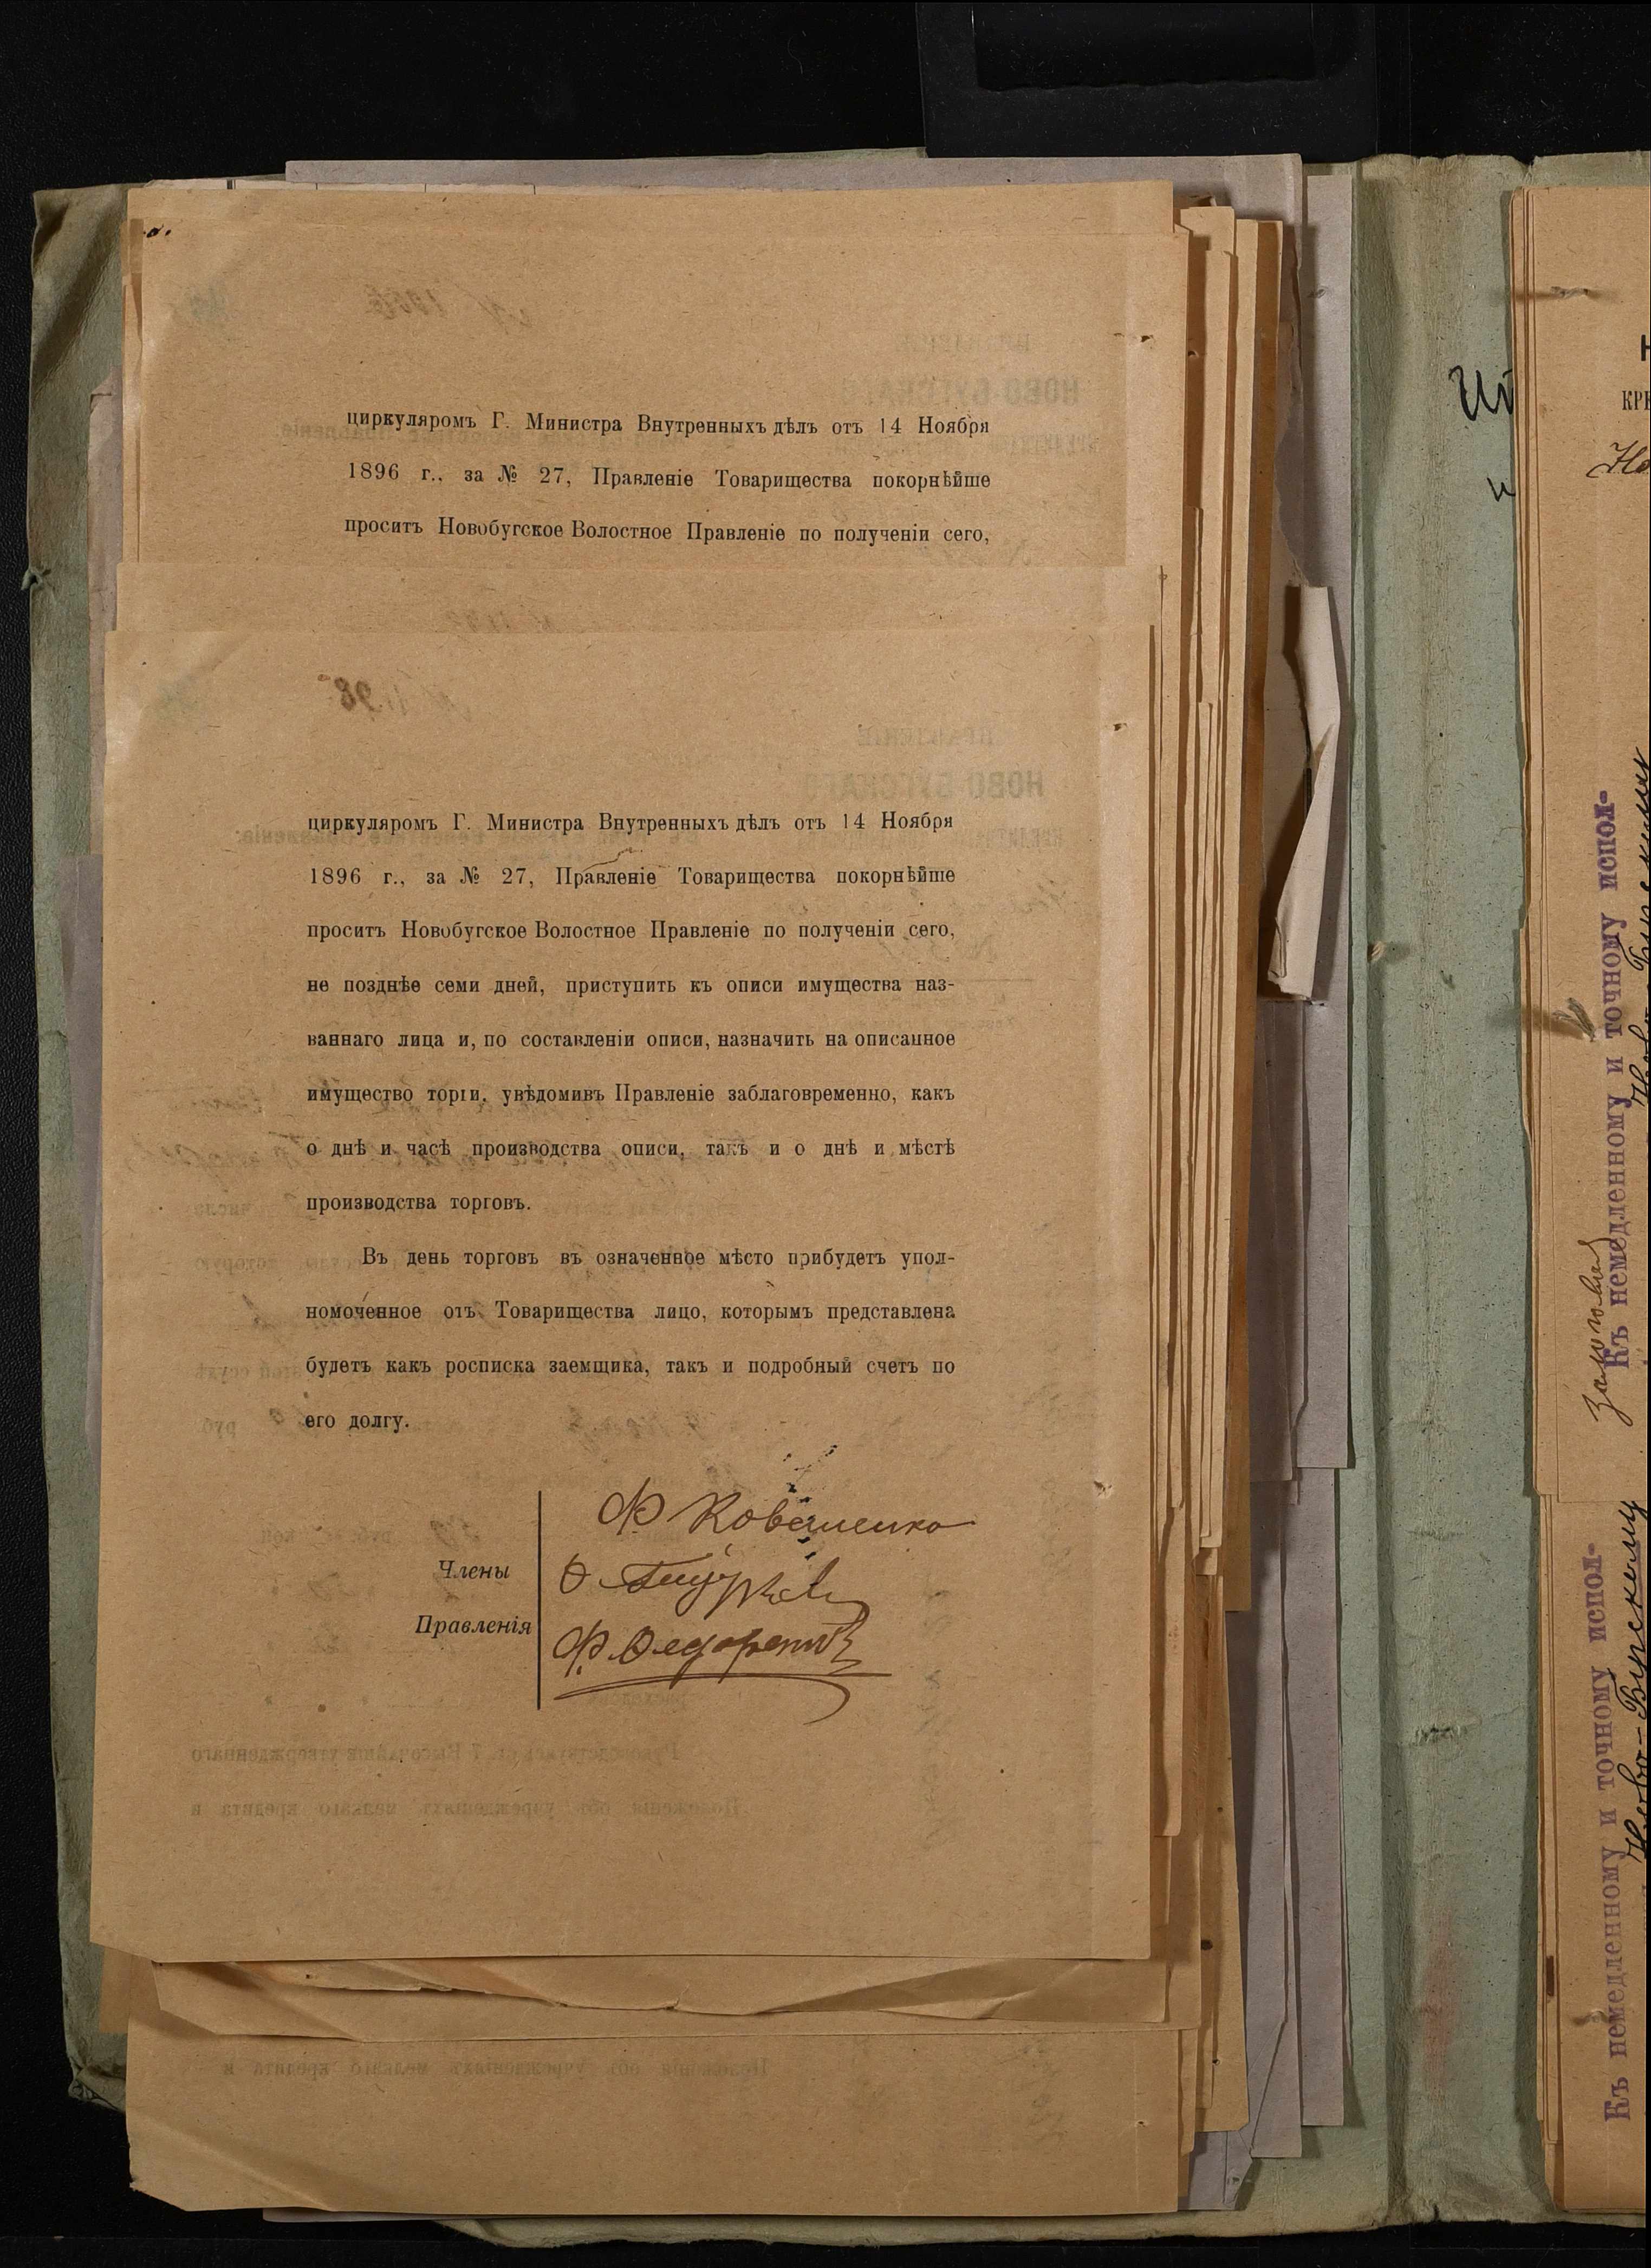 циркуляромъ Г. Министра Внутренныхъ дѣлъ отъ 14 Ноября
1896 г., за № 27, Правленіе Товарищества покорнѣйше
проситъ Новобугское Волостное Правленіе по полученіи сего,
циркуляромъ Г. Министра Внутренныхъ дѣлъ отъ 14 Ноября
1896 г., за № 27, Правленіе Товарищества покорнѣйше
проситъ Новобугское Волостное Правленіе по полученіи сего,
не позднѣе семи дней, приступить къ описи имущества наз-
ваннаго лица и, по составленіи описи, назначить на описанное
имущество торги, увѣдомивъ Правленіе заблаговременно, какъ
о днѣ и часѣ производства описи, такъ и о днѣ и мѣстѣ
производства торговъ.
Въ день торговъ въ означенное мѣсто прибудетъ упол-
номоченное отъ Товарищества лицо, которымъ представлена
будетъ какъ росписка заемщика, такъ и подробный счетъ по
его долгу.
Ф Коваленко
Члены
Правленія
Къ немедленному и точному испол-
Къ немедленному и точному испол-
Ново-Бугскому